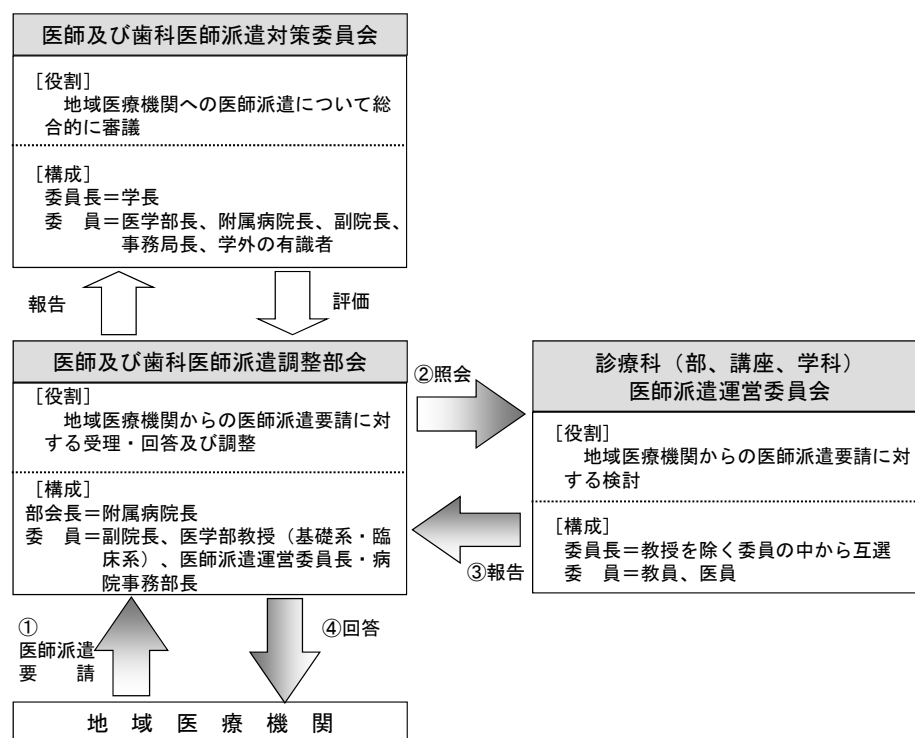 医師及び歯科医師派遣対策委員会
［役割］
地域医療機関への医師派遣について総
合的に審議
［構成］
委員長＝学長
委　員＝医学部長、附属病院長、副院長、
事務局長、学外の有識者
報告
評価
医師及び歯科医師派遣調整部会
［役割］
地域医療機関からの医師派遣要請に対
する受理・回答及び調整
［構成］
部会長＝附属病院長
委　員＝副院長、医学部教授（基礎系・臨
床系）、医師派遣運営委員長・病
院事務部長
②照会
③報告
診療科（部、講座、学科）
医師派遣運営委員会
［役割］
地域医療機関からの医師派遣要請に対
する検討
［構成］
委員長＝教授を除く委員の中から互選
委　員＝教員、医員
①
医師派遣
要　　請
④回答
地　域　医　療　機　関